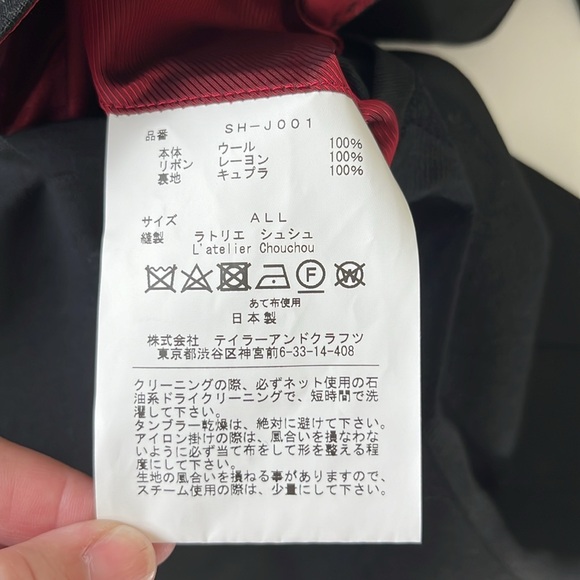 品番 SH-J001
本体 ウール 100%
リボン レーヨン 100%
裏地 キュプラ 100%
サイズ ALL
縫製 ラトリエ シュシュ
L'atelier Chouchou
F W
あて布使用
日本製
株式会社 テイラーアンドクラフツ
東京都渋谷区神宮前6-33-14-408
クリーニングの際、必ずネット使用の石
油系ドライクリーニングで、短時間で洗
濯して下さい。
タンブラー乾燥は、絶対に避けて下さい。
アイロン掛けの際は、風合いを損なわな
いように必ず当て布をして形を整える程
度にして下さい。
生地の風合いを損ねる事がありますので、
スチーム使用の際は、少量にして下さい。